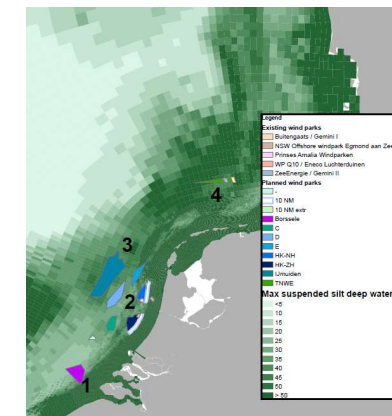 4
3
2
1
Legend
Existing wind parks
Buitengaats / Gemini I
NSW Offshore windpark Egmond aan Zee
Prinses Amalia Windparken
WP Q10 / Eneco Luchterduinen
ZeeEnergie / Gemini II
Planned wind parks
-
10 NM
10 NM extr
Borssele
C
D
E
HK-NH
HK-ZH
IJmuiden
TNWE
Max suspended silt deep water
<5
10
15
20
25
30
35
40
45
50
> 50